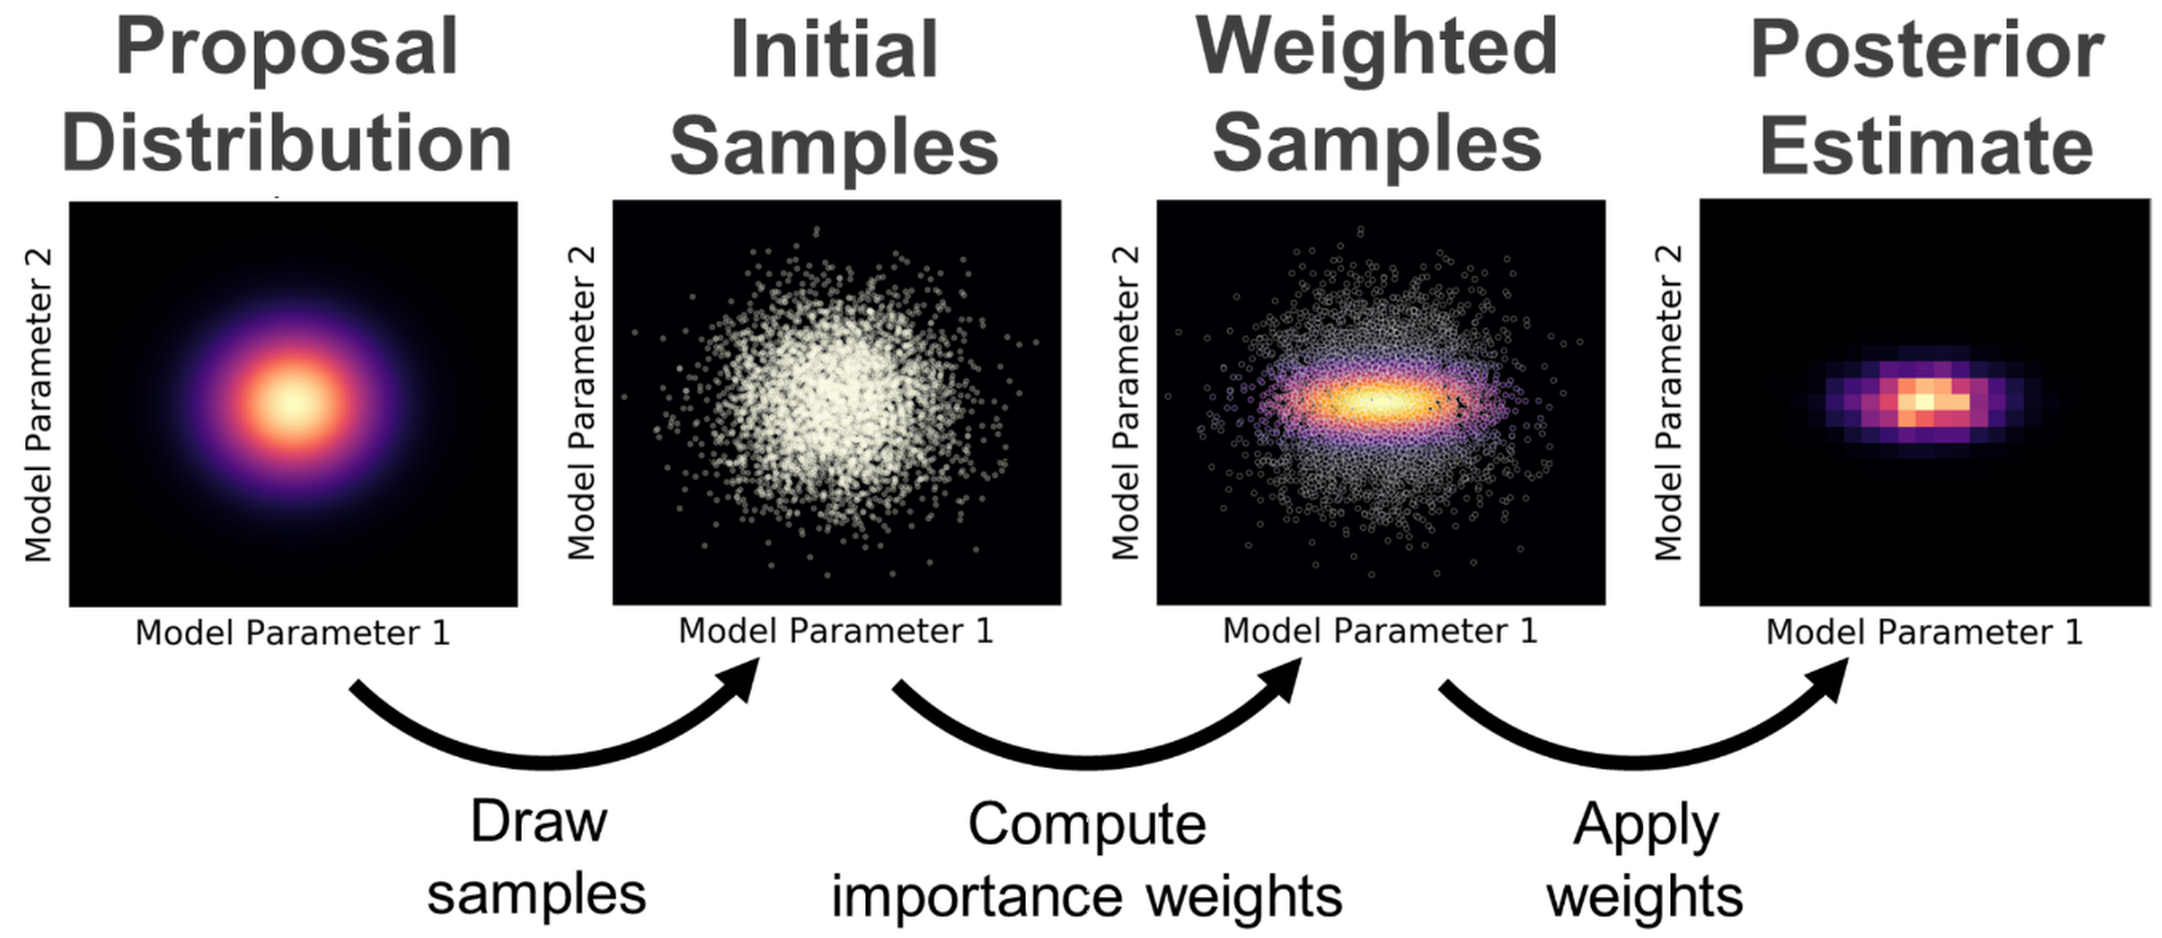 Proposal
Distribution
Initial
Samples
Weighted
Samples
Posterior
Estimate
Model Parameter 2
Model Parameter 1
Model Parameter 2
Model Parameter 1
Model Parameter 2
Model Parameter 1
Model Parameter 2
Model Parameter 1
Draw
samples
Compute
importance weights
Apply
weights